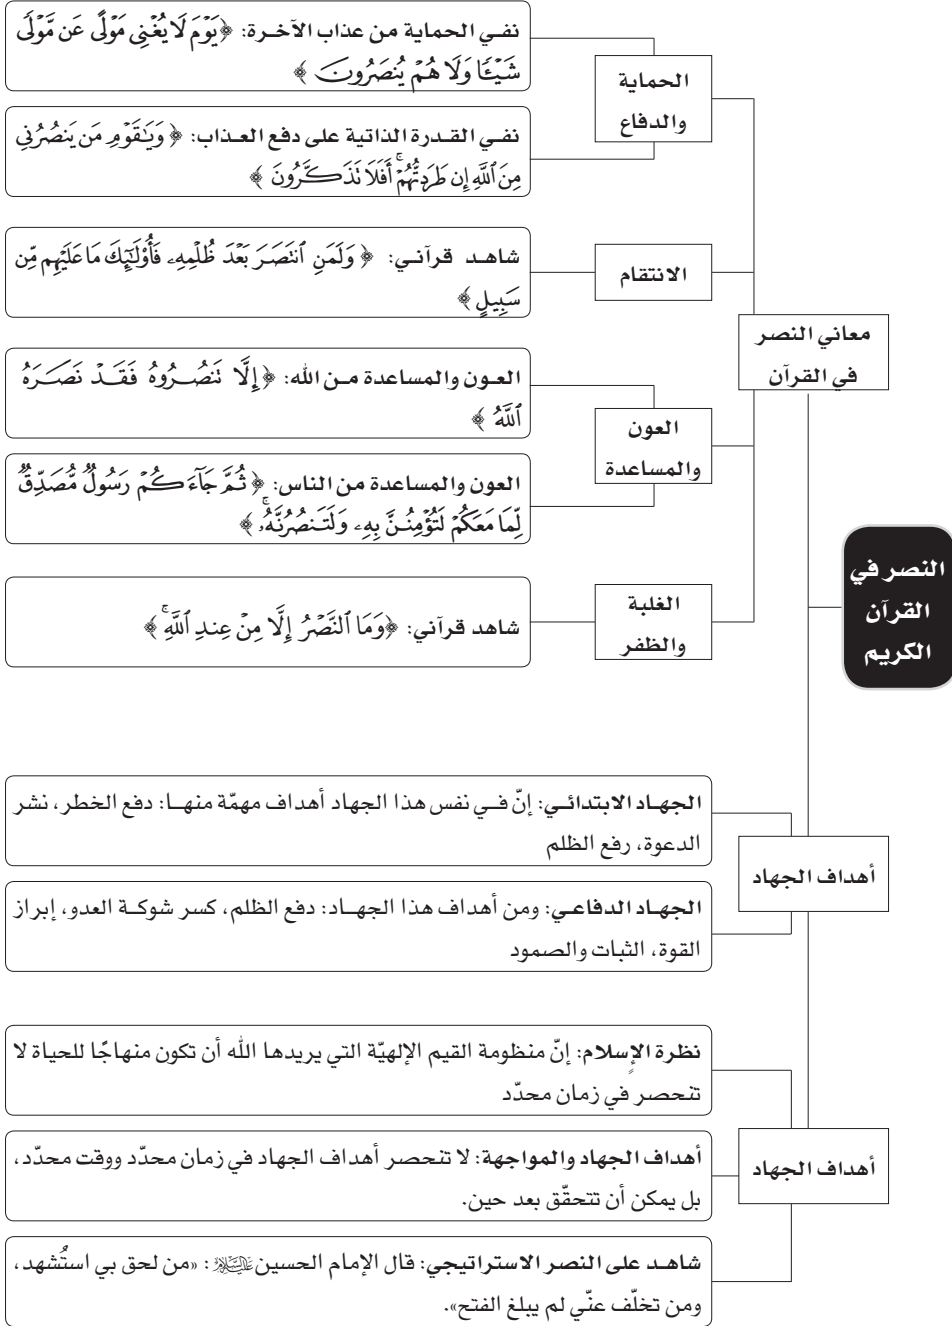 النصر في
القرآن
الكريم
معاني النصر
في القرآن
الحماية
والدفاع
نفي الحماية من عذاب الآخرة: ﴿يَوْمَ لَا يُغْنِي مَوْلًى عَن مَّوْلًى
شَيْئًا وَلَا هُمْ يُنصَرُونَ ﴾
نفي القدرة الذاتية على دفع العذاب: ﴿ وَيَٰقَوْمِ مَن يَنصُرُنِي
مِنَ ٱللَّهِ إِن طَرَدتُّهُمْ ۚ أَفَلَا تَذَكَّرُونَ ﴾
الانتقام
شاهد قرآني: ﴿ وَلَمَنِ ٱنتَصَرَ بَعْدَ ظُلْمِهِۦ فَأُو۟لَٰٓئِكَ مَا عَلَيْهِم مِّن
سَبِيلٍ ﴾
العون
والمساعدة
العون والمساعدة من الله: ﴿إِلَّا تَنصُرُوهُ فَقَدْ نَصَرَهُ
ٱللَّهُ ﴾
العون والمساعدة من الناس: ﴿ ثُمَّ جَآءَكُمْ رَسُولٌ مُّصَدِّقٌ
لِّمَا مَعَكُمْ لَتُؤْمِنُنَّ بِهِۦ وَلَتَنصُرُنَّهُۥ ۚ ﴾
الغلبة
والظفر
شاهد قرآني: ﴿وَمَا ٱلنَّصْرُ إِلَّا مِنْ عِندِ ٱللَّهِ ۚ ﴾
أهداف الجهاد
الجهاد الابتدائي: إنّ في نفس هذا الجهاد أهداف مهمّة منها: دفع الخطر، نشر
الدعوة، رفع الظلم
الجهاد الدفاعي: ومن أهداف هذا الجهاد: دفع الظلم، كسر شوكة العدو، إبراز
القوة، الثبات والصمود
أهداف الجهاد
نظرة الإسلام: إنّ منظومة القيم الإلهيّة التي يريدها الله أن تكون منهاجًا للحياة لا
تنحصر في زمان محدّد
أهداف الجهاد والمواجهة: لا تنحصر أهداف الجهاد في زمان محدّد ووقت محدّد،
بل يمكن أن تتحقّق بعد حين.
شاهد على النصر الاستراتيجي: قال الإمام الحسين عليه السلام: «من لحق بي استُشهد،
ومن تخلّف عنّي لم يبلغ الفتح».